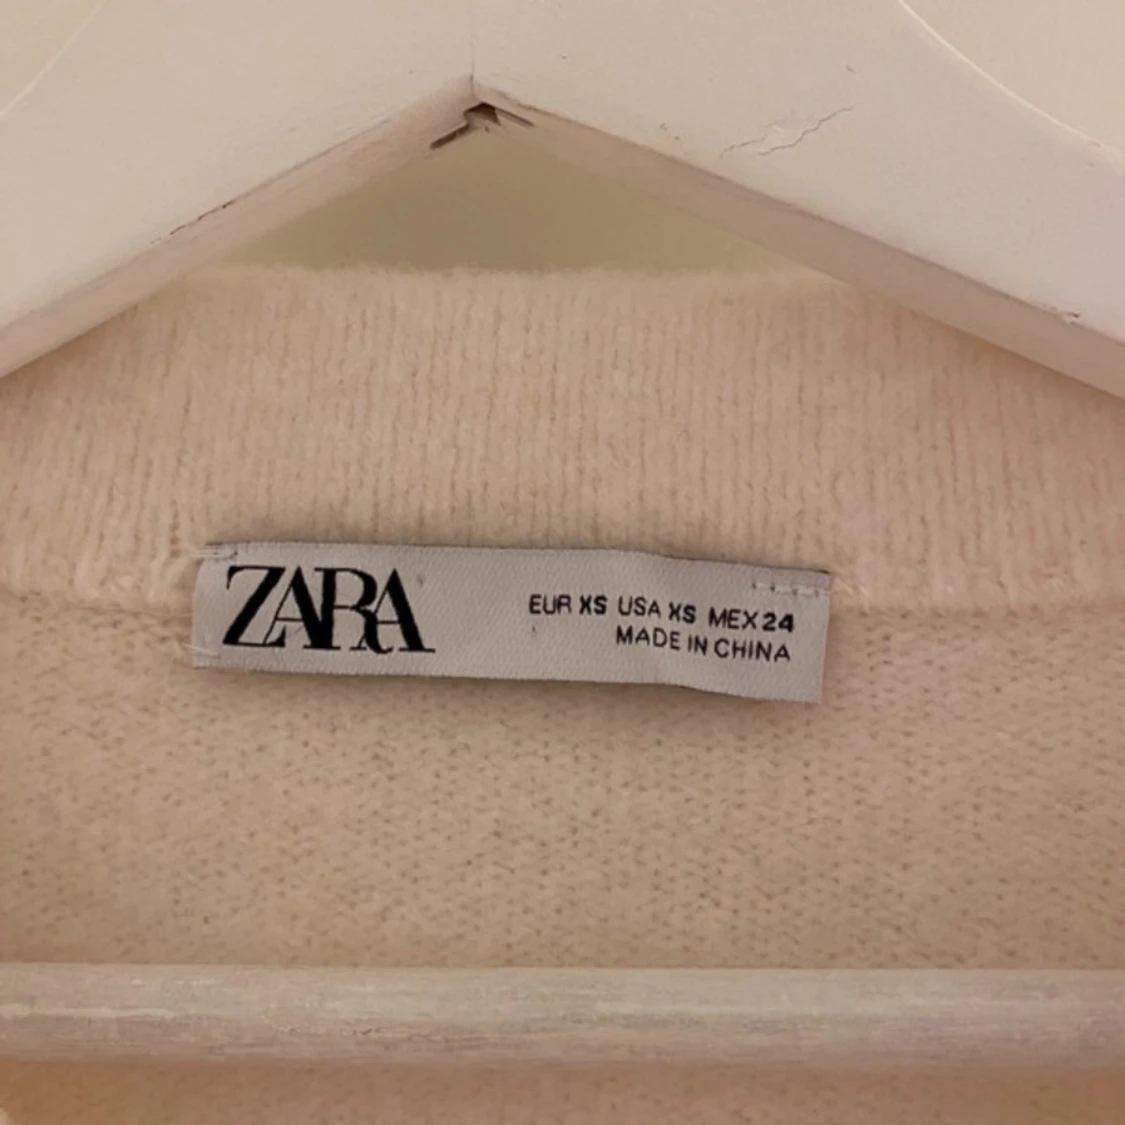 ZARA
EUR XS USA XS MEX 24
MADE IN CHINA